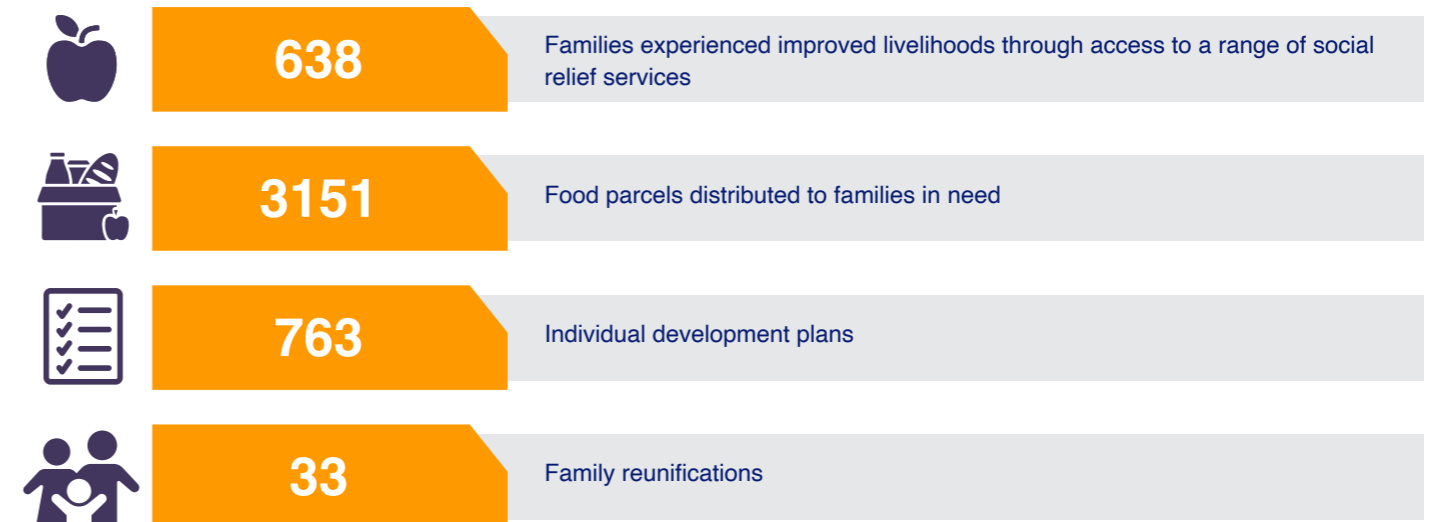 638
Families experienced improved livelihoods through access to a range of social
relief services
3151
Food parcels distributed to families in need
763
Individual development plans
33
Family reunifications